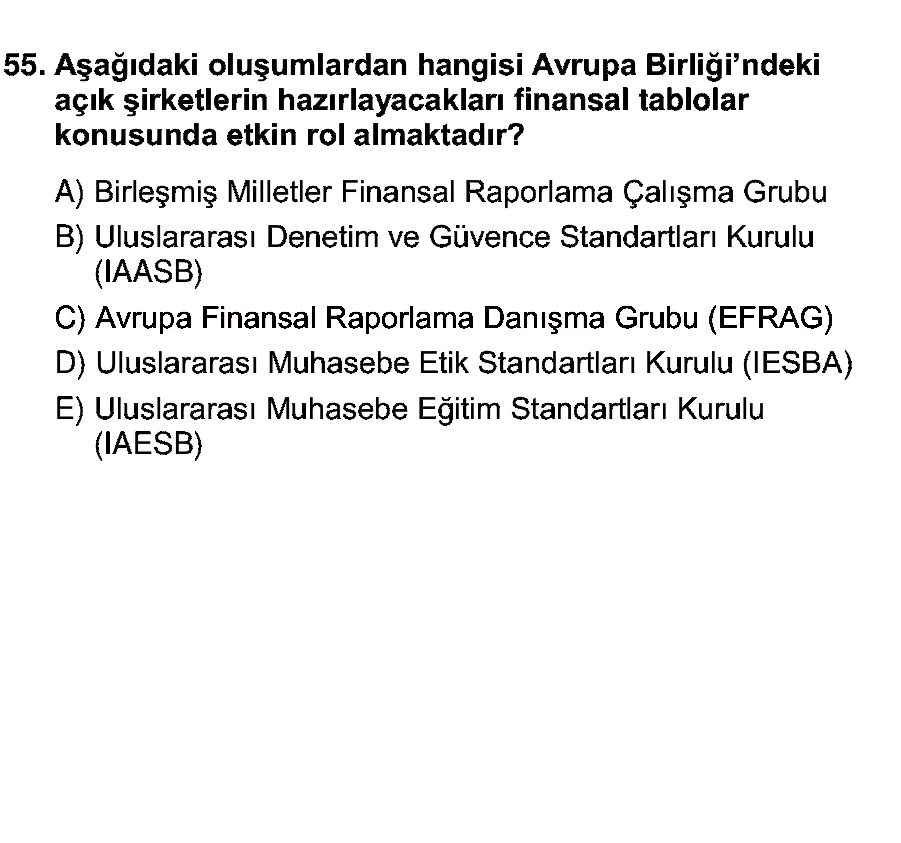 55. Aşağıdaki oluşumlardan hangisi Avrupa Birliği’ndeki
açık şirketlerin hazırlayacakları finansal tablolar
konusunda etkin rol almaktadır?
A) Birleşmiş Milletler Finansal Raporlama Çalışma Grubu
B) Uluslararası Denetim ve Güvence Standartları Kurulu
(IAASB)
C) Avrupa Finansal Raporlama Danışma Grubu (EFRAG)
D) Uluslararası Muhasebe Etik Standartları Kurulu (IESBA)
E) Uluslararası Muhasebe Eğitim Standartları Kurulu
(IAESB)